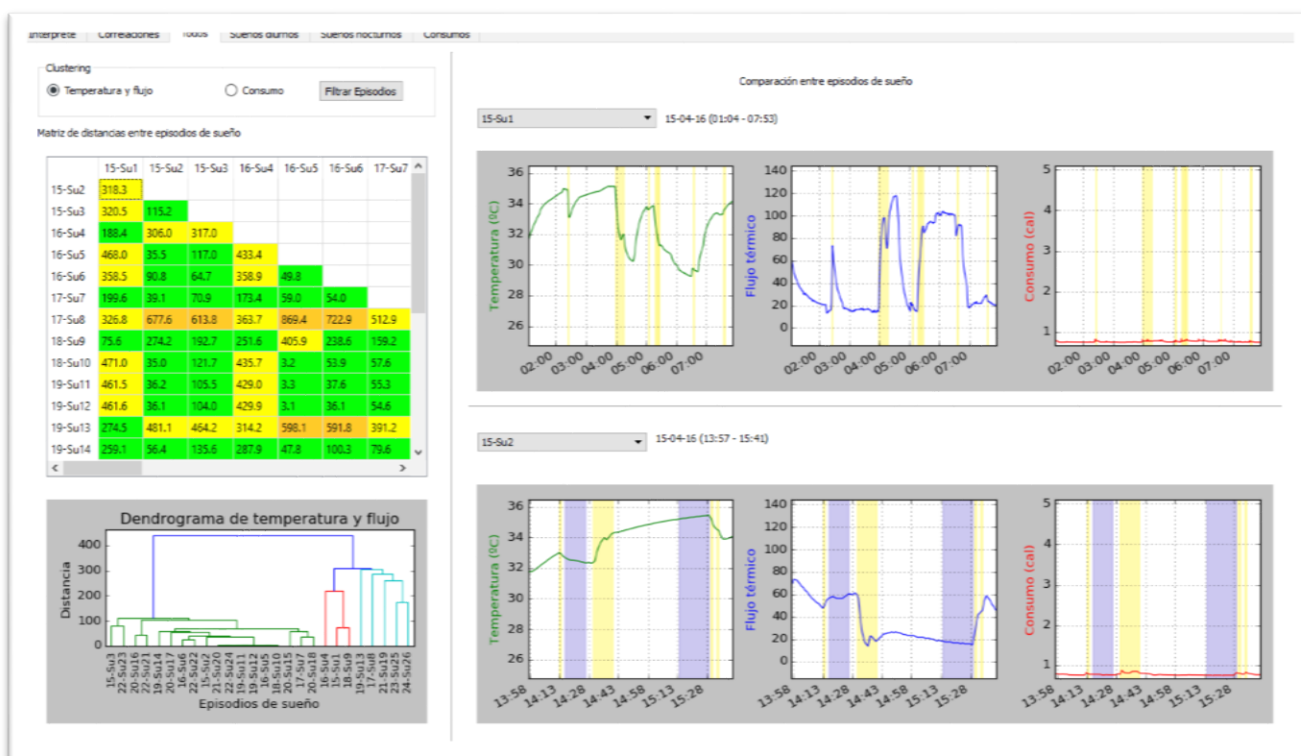 Intérprete Correlaciones Todos Sueños diurnos Sueños nocturnos Consumos
Clustering
Temperatura y flujo Consumo Filtrar Episodios
Matriz de distancias entre episodios de sueño
15-Su1 15-Su2 15-Su3 16-Su4 16-Su5 16-Su6 17-Su7
15-Su2 318.3
15-Su3 320.5 115.2
16-Su4 188.4 306.0 317.0
16-Su5 468.0 35.5 117.0 433.4
16-Su6 358.5 90.8 64.7 358.9 49.8
17-Su7 199.6 39.1 70.9 173.4 59.0 54.0
17-Su8 326.8 677.6 613.8 363.7 869.4 722.9 512.9
18-Su9 75.6 274.2 192.7 251.6 405.9 238.6 159.2
18-Su10 471.0 35.0 121.7 435.7 3.2 53.9 57.6
19-Su11 461.5 36.2 105.5 429.0 3.3 37.6 55.3
19-Su12 461.6 36.1 104.0 429.9 3.1 36.1 54.6
19-Su13 274.5 481.1 464.2 314.2 598.1 591.8 391.2
19-Su14 259.1 56.4 135.6 287.9 47.8 100.3 79.6
Dendrograma de temperatura y flujo
Distancia
400
300
200
100
0
15-Su3 22-Su23 20-Su16 22-Su21 19-Su14 20-Su17 16-Su6 22-Su22 15-Su2 21-Su20 22-Su24 19-Su11 19-Su12 16-Su5 18-Su10 20-Su15 17-Su7 20-Su18 16-Su4 15-Su1 18-Su9 19-Su13 17-Su8 21-Su19 23-Su25 24-Su26
Episodios de sueño
Comparación entre episodios de sueño
15-Su1 15-04-16 (01:04 - 07:53)
Temperatura (ºC)
36
34
32
30
28
26
02:00 03:00 04:00 05:00 06:00 07:00
Flujo térmico
140
120
100
80
60
40
20
0
02:00 03:00 04:00 05:00 06:00 07:00
Consumo (cal)
5
4
3
2
1
02:00 03:00 04:00 05:00 06:00 07:00
15-Su2 15-04-16 (13:57 - 15:41)
Temperatura (ºC)
36
34
32
30
28
26
13:58 14:13 14:28 14:43 14:58 15:13 15:28
Flujo térmico
140
120
100
80
60
40
20
0
13:58 14:13 14:28 14:43 14:58 15:13 15:28
Consumo (cal)
5
4
3
2
1
13:58 14:13 14:28 14:43 14:58 15:13 15:28